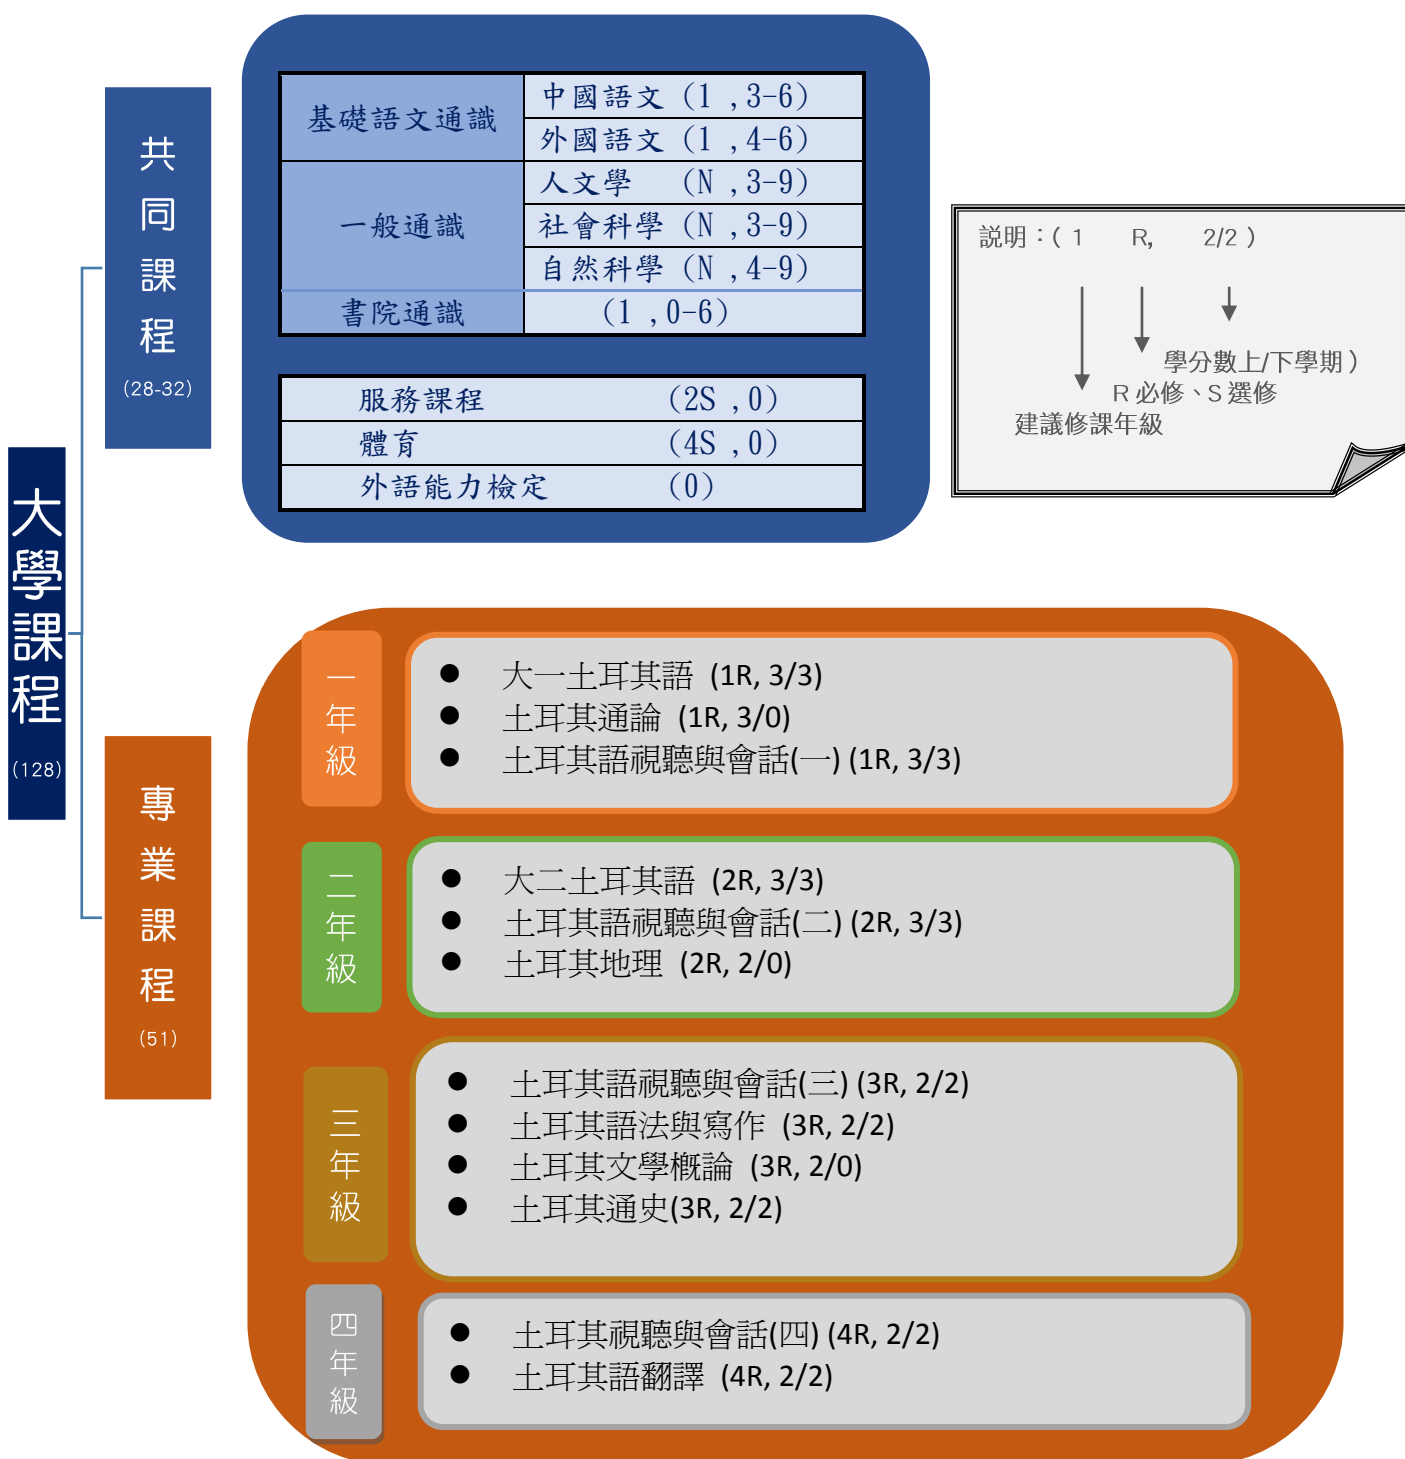 大學課程
(128)
共同課程
(28-32)
基礎語文通識
中國語文 (1 ,3-6)
外國語文 (1 ,4-6)
一般通識
人文學 (N ,3-9)
社會科學 (N ,3-9)
自然科學 (N ,4-9)
書院通識
(1 ,0-6)
服務課程 (2S ,0)
體育 (4S ,0)
外語能力檢定 (0)
說明：( 1 R, 2/2 )
學分數上/下學期)
R 必修、S 選修
建議修課年級
專業課程
(51)
一年級
● 大一土耳其語 (1R, 3/3)
● 土耳其通論 (1R, 3/0)
● 土耳其語視聽與會話(一) (1R, 3/3)
二年級
● 大二土耳其語 (2R, 3/3)
● 土耳其語視聽與會話(二) (2R, 3/3)
● 土耳其地理 (2R, 2/0)
三年級
● 土耳其語視聽與會話(三) (3R, 2/2)
● 土耳其語法與寫作 (3R, 2/2)
● 土耳其文學概論 (3R, 2/0)
● 土耳其通史(3R, 2/2)
四年級
● 土耳其視聽與會話(四) (4R, 2/2)
● 土耳其語翻譯 (4R, 2/2)